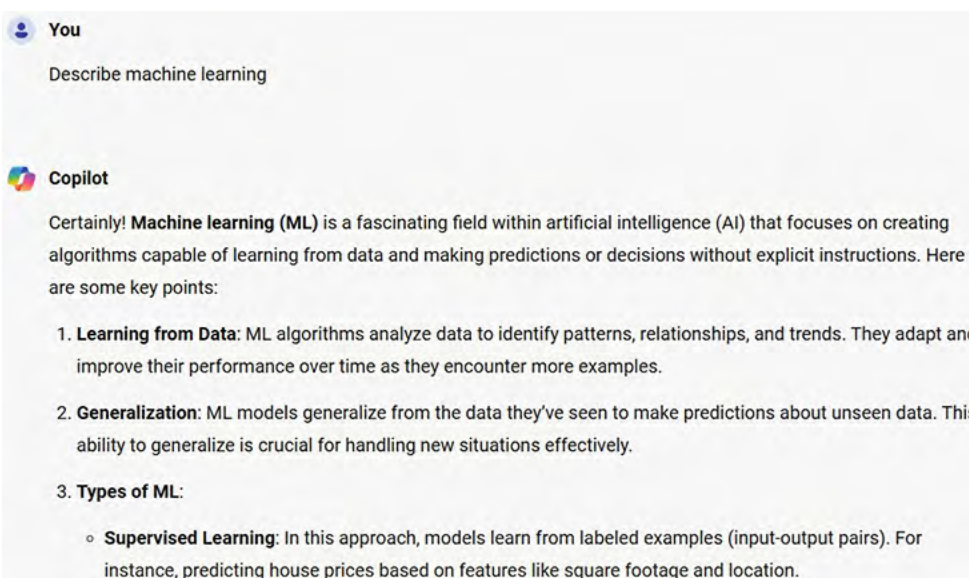 You
Describe machine learning
Copilot
Certainly! Machine learning (ML) is a fascinating field within artificial intelligence (AI) that focuses on creating
algorithms capable of learning from data and making predictions or decisions without explicit instructions. Here
are some key points:
1. Learning from Data: ML algorithms analyze data to identify patterns, relationships, and trends. They adapt and
improve their performance over time as they encounter more examples.
2. Generalization: ML models generalize from the data they've seen to make predictions about unseen data. This
ability to generalize is crucial for handling new situations effectively.
3. Types of ML:
◦ Supervised Learning: In this approach, models learn from labeled examples (input-output pairs). For
instance, predicting house prices based on features like square footage and location.